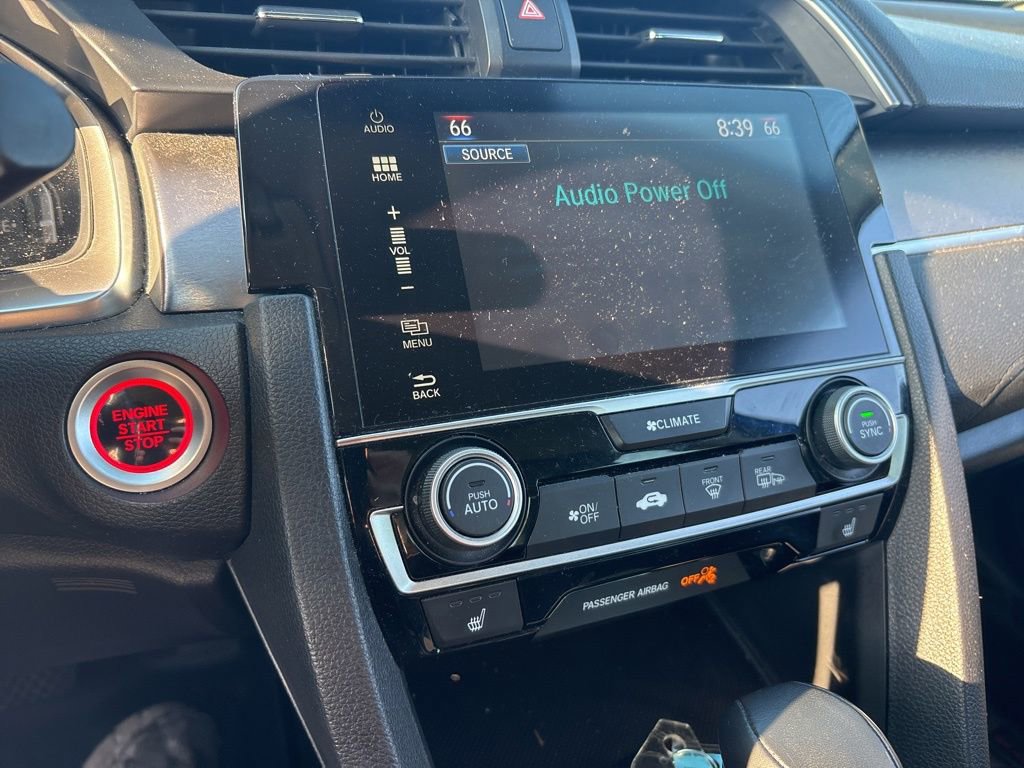 AUDIO
66
8:39 66
SOURCE
Audio Power Off
HOME
+
VOL
−
MENU
BACK
ENGINE
START
STOP
CLIMATE
PUSH
SYNC
PUSH
AUTO
ON/
OFF
FRONT
REAR
PASSENGER AIRBAG OFF